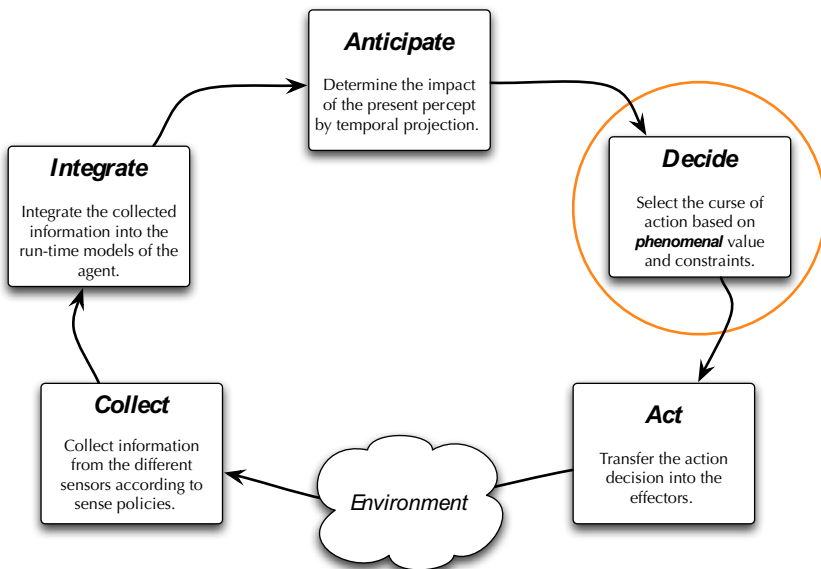 Anticipate
Determine the impact
of the present percept
by temporal projection.
Decide
Select the curse of
action based on
phenomenal value
and constraints.
Act
Transfer the action
decision into the
effectors.
Environment
Collect
Collect information
from the different
sensors according to
sense policies.
Integrate
Integrate the collected
information into the
run-time models of the
agent.